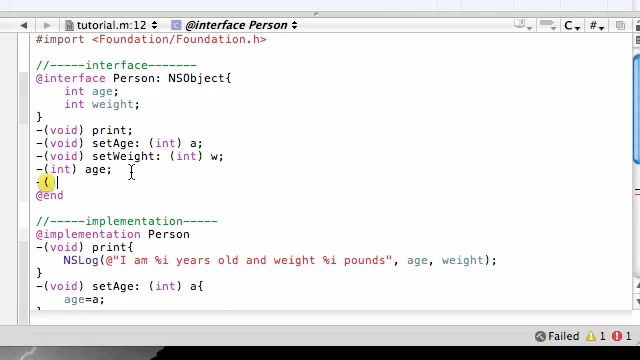 tutorial.m:12 @interface Person C #
#import <Foundation/Foundation.h>
//-----interface-------
@interface Person: NSObject{
int age;
int weight;
}
-(void) print;
-(void) setAge: (int) a;
-(void) setWeight: (int) w;
-(int) age;
-(
@end
//-----implementation-----
@implementation Person
-(void) print{
NSLog(@"I am %i years old and weight %i pounds", age, weight);
}
-(void) setAge: (int) a{
age=a;
}
Failed 1 1